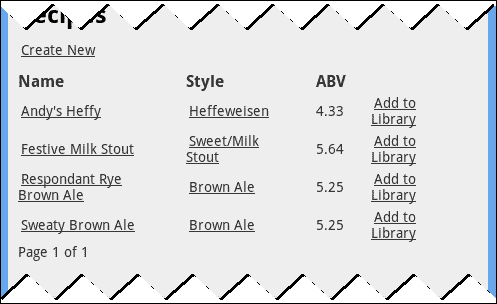 Create New
Name Style ABV
Andy's Heffy Heffeweisen 4.33 Add to
Library
Festive Milk Stout Sweet/Milk
Stout 5.64 Add to
Library
Respondant Rye
Brown Ale Brown Ale 5.25 Add to
Library
Sweaty Brown Ale Brown Ale 5.25 Add to
Library
Page 1 of 1